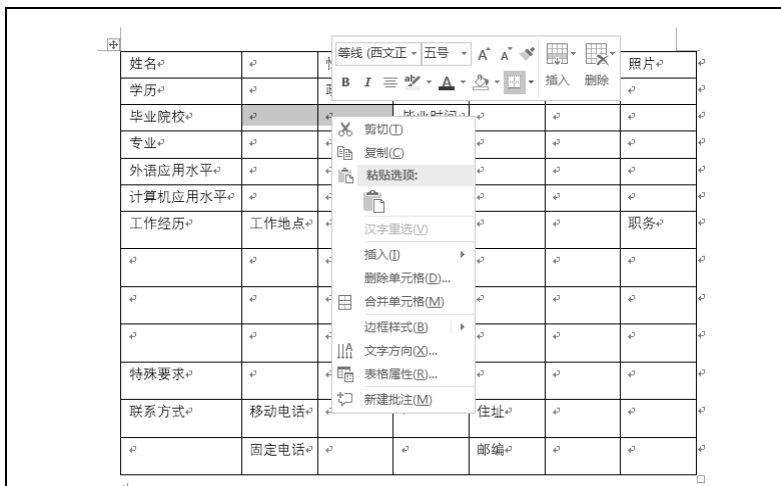 等线 (西文正 五号 A A
姓名 照片
B I A 插入 删除
学历
毕业院校 毕业时间
剪切(T)
专业
复制(C)
外语应用水平
粘贴选项:
计算机应用水平
工作经历 工作地点 职务
汉字重选(V)
插入(I)
删除单元格(D)...
合并单元格(M)
边框样式(B)
文字方向(X)...
特殊要求
表格属性(R)...
新建批注(M)
联系方式 移动电话 住址
固定电话 邮编